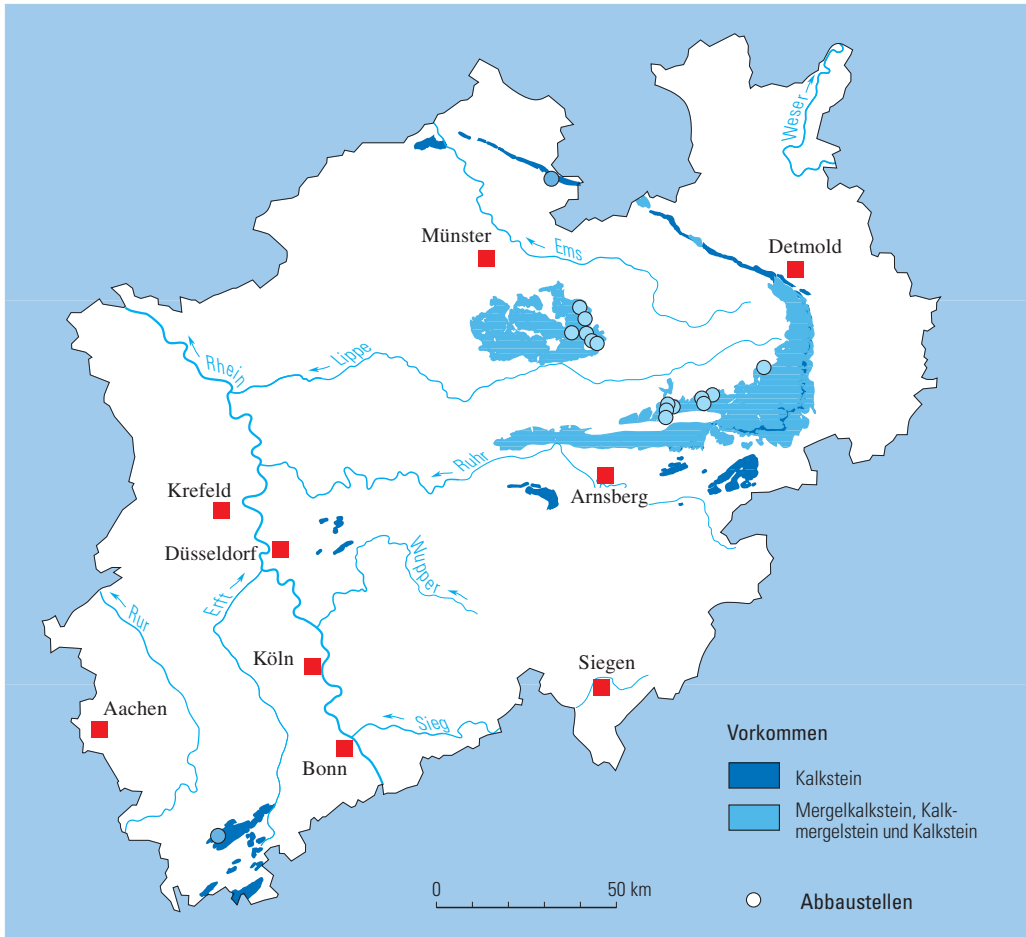 Weser
Münster
Ems
Detmold
Rhein
Lippe
Ruhr
Krefeld
Arnsberg
Düsseldorf
Wupper
Erft
Rur
Köln
Siegen
Aachen
Sieg
Bonn
Vorkommen
Kalkstein
Mergelkalkstein, Kalk-
mergelstein und Kalkstein
0 50 km
Abbaustellen